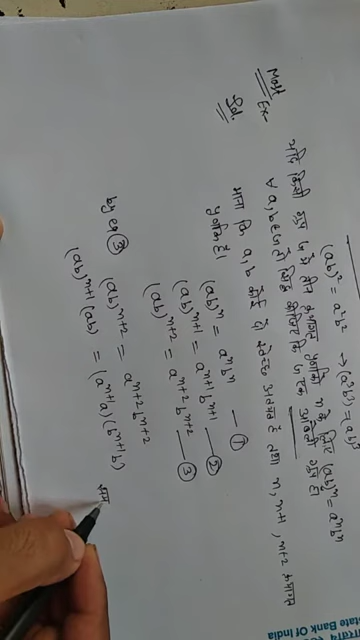 (ab)² = a²b² → (a³b³) = (ab)³
Most यदि किसी समूह G में तीन क्रमागत पूर्णांकों n के लिए (ab)ⁿ = aⁿbⁿ
Ex- ∀ a, b ∈ G हो सिद्ध कीजिए कि G एक आबेली समूह है।
Sol. माना कि a, b कोई दो अवयव हैं तथा n, n+1, n+2 क्रमागत
पूर्णांक हैं।
(ab)ⁿ = aⁿbⁿ — ①
(ab)ⁿ⁺¹ = aⁿ⁺¹bⁿ⁺¹ — ②
(ab)ⁿ⁺² = aⁿ⁺²bⁿ⁺² — ③
by eq ③ (ab)ⁿ⁺² = aⁿ⁺²bⁿ⁺²
(ab)ⁿ⁺¹(ab) = (aⁿ⁺¹a)(bⁿ⁺¹b)
State Bank Of India